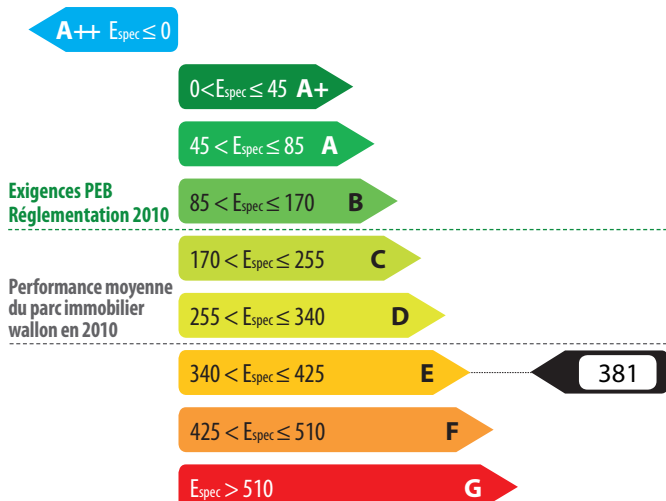 A++ Espec ≤ 0
0<Espec ≤ 45 A+
45 < Espec ≤ 85 A
Exigences PEB
Réglementation 2010
85 < Espec ≤ 170 B
170 < Espec ≤ 255 C
Performance moyenne
du parc immobilier
wallon en 2010
255 < Espec ≤ 340 D
340 < Espec ≤ 425 E
381
425 < Espec ≤ 510 F
Espec > 510 G